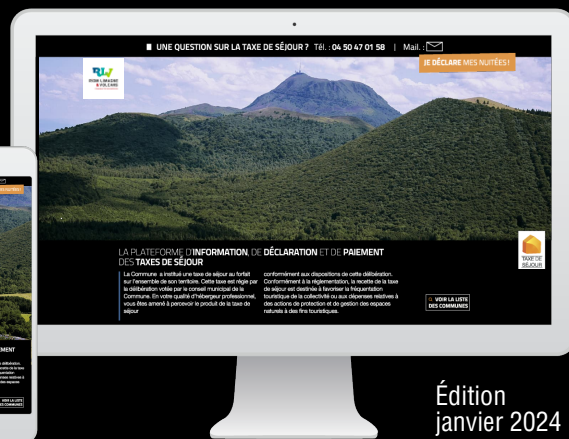 UNE QUESTION SUR LA TAXE DE SÉJOUR ? Tél. : 04 50 47 01 58 | Mail. :
JE DÉCLARE MES NUITÉES !
RIOM LIMAGNE
& VOLCANS
LA PLATEFORME D'INFORMATION, DE DÉCLARATION ET DE PAIEMENT
DES TAXES DE SÉJOUR
La Commune a institué une taxe de séjour au forfait
sur l'ensemble de son territoire. Cette taxe est régie par
la délibération votée par le conseil municipal de la
Commune. En votre qualité d'hébergeur professionnel,
vous êtes amené à percevoir le produit de la taxe de
séjour
conformément aux dispositions de cette délibération.
Conformément à la réglementation, la recette de la taxe
de séjour est destinée à favoriser la fréquentation
touristique de la collectivité ou aux dépenses relatives à
des actions de protection et de gestion des espaces
naturels à des fins touristiques.
TAXE DE
SÉJOUR
VOIR LA LISTE
DES COMMUNES
VOIR LA LISTE
DES COMMUNES
Édition
janvier 2024